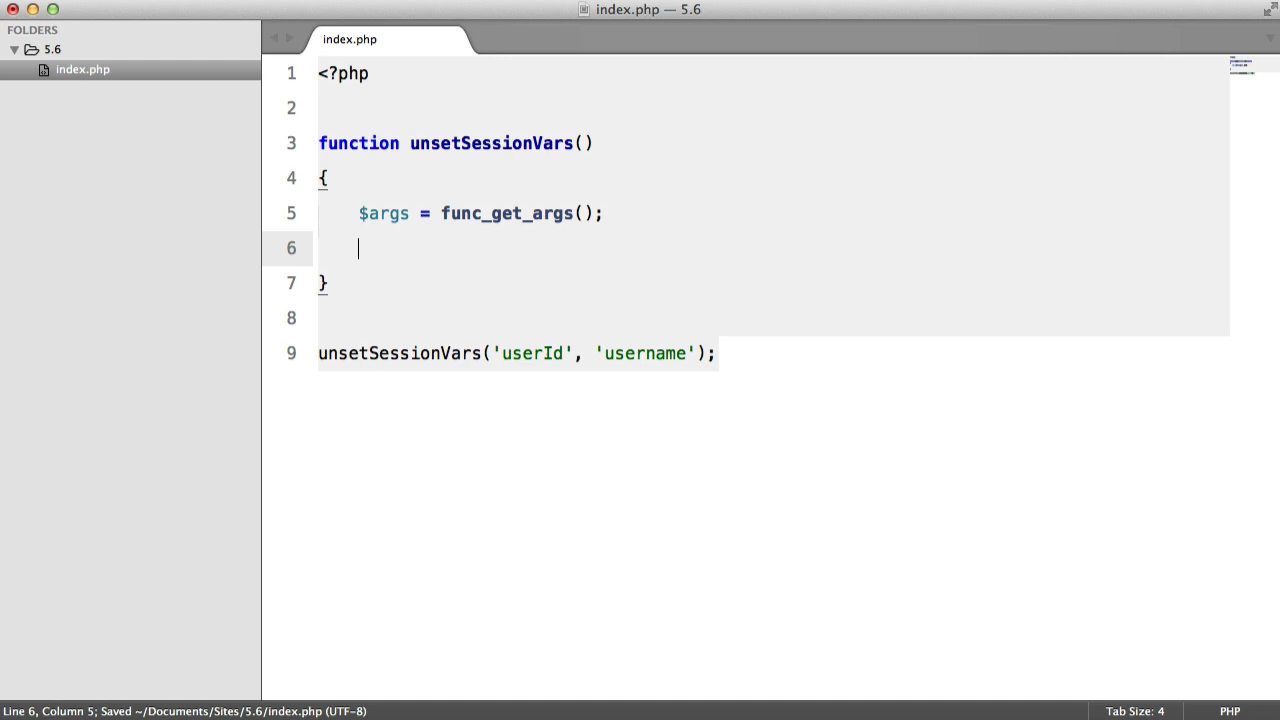 index.php — 5.6
FOLDERS
5.6
index.php
index.php
1 <?php
2
3 function unsetSessionVars()
4 {
5 $args = func_get_args();
6
7 }
8
9 unsetSessionVars('userId', 'username');
Line 6, Column 5; Saved ~/Documents/Sites/5.6/index.php (UTF-8)
Tab Size: 4
PHP